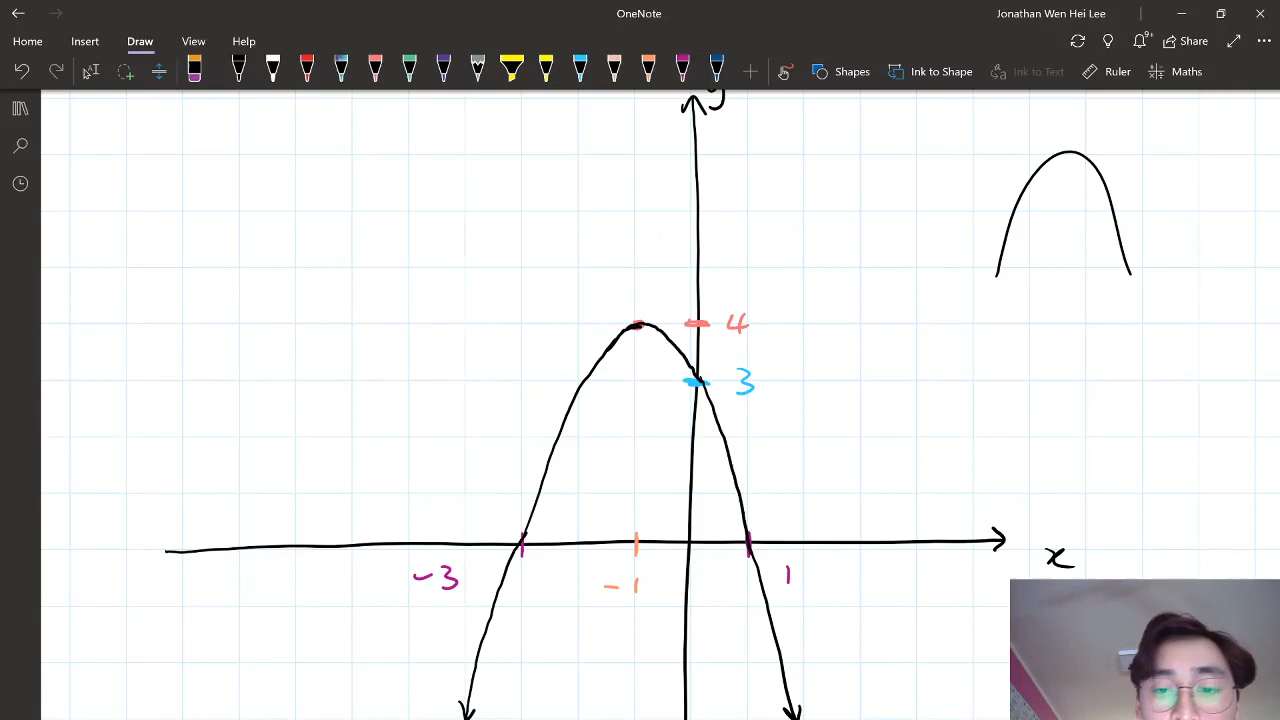 OneNote
Jonathan Wen Hei Lee
Home Insert Draw View Help
9+ Share
Shapes Ink to Shape Ink to Text Ruler Maths
y
4
3
-3 -1 1
x